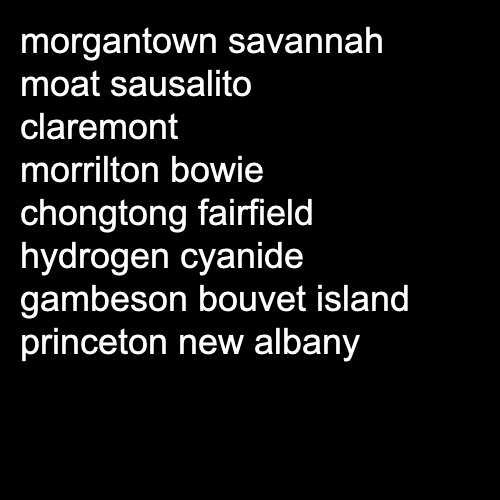 morgantown savannah
moat sausalito
claremont
morrilton bowie
chongtong fairfield
hydrogen cyanide
gambeson bouvet island
princeton new albany